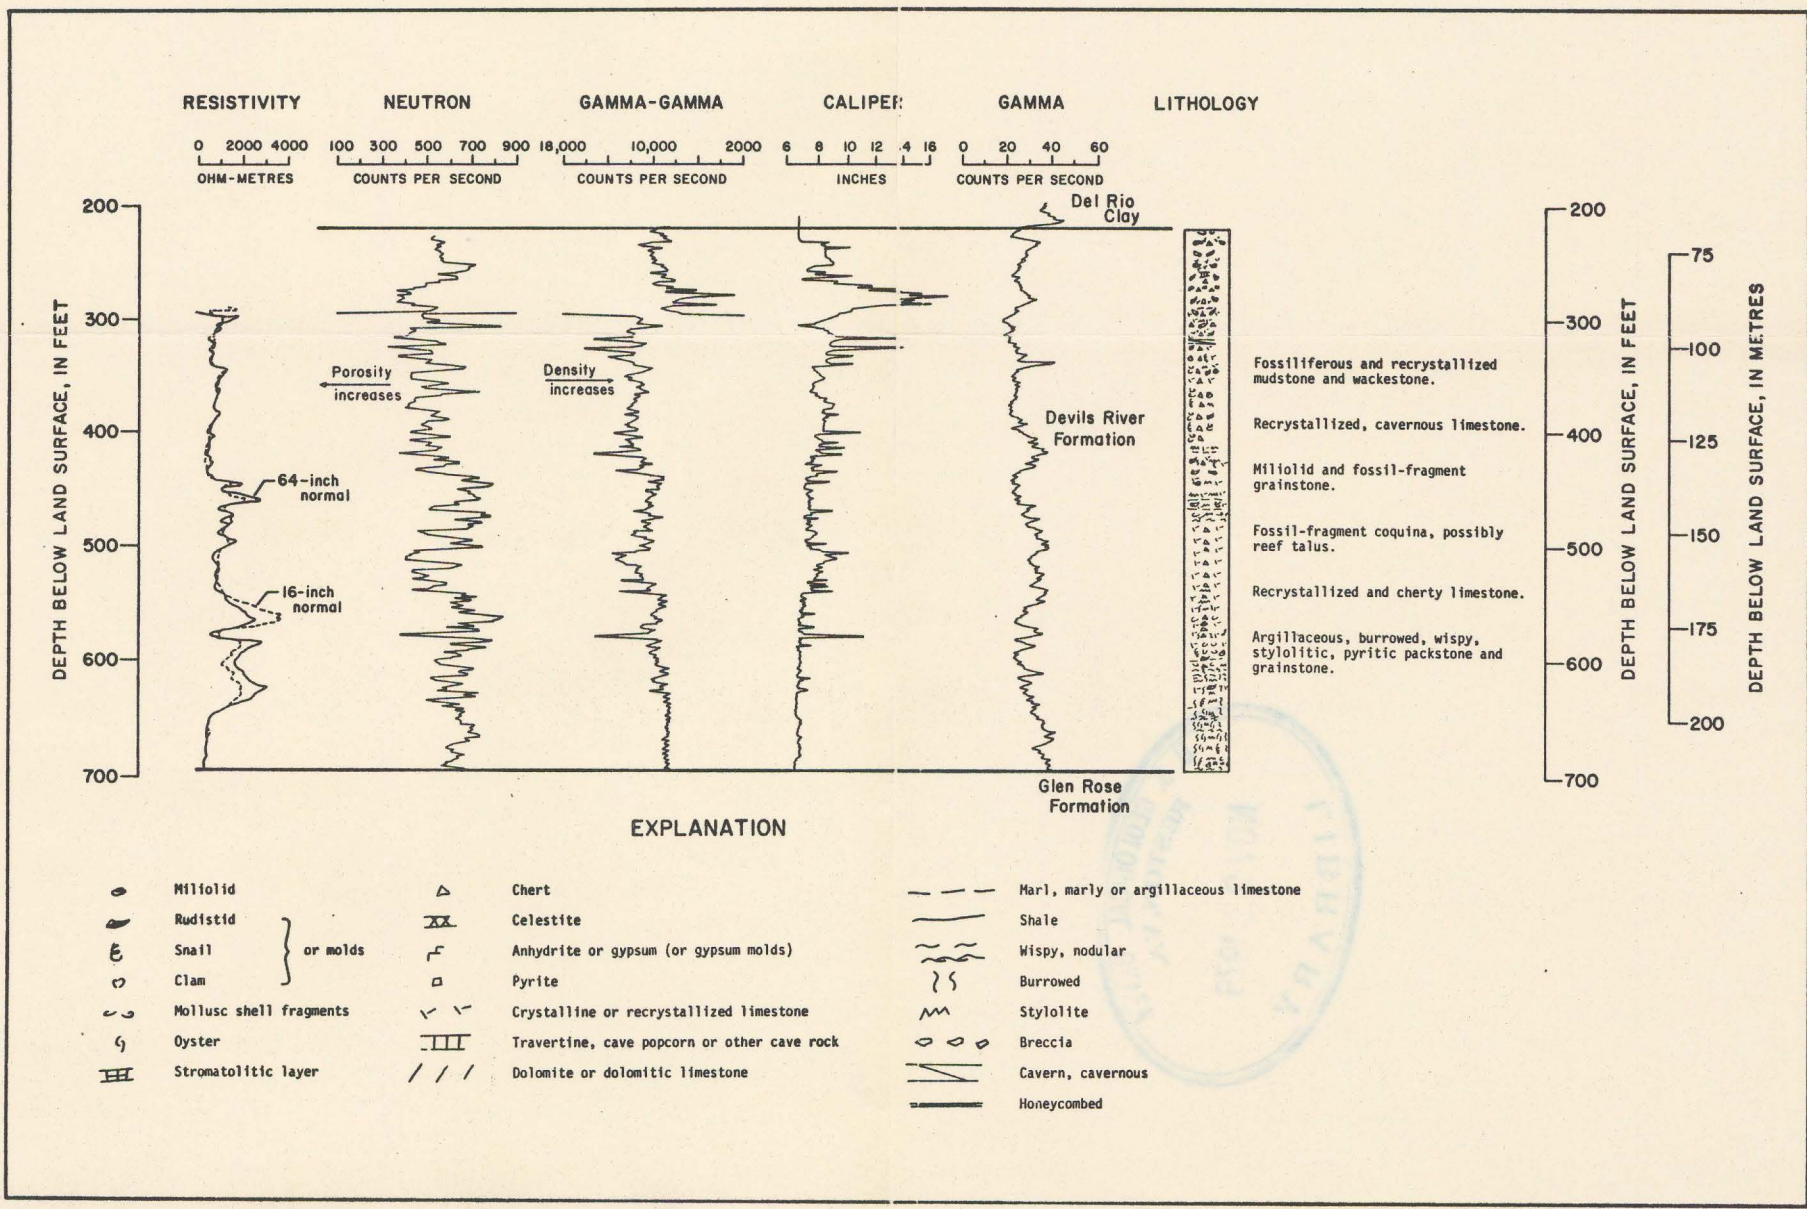 RESISTIVITY NEUTRON GAMMA-GAMMA CALIPER GAMMA LITHOLOGY
0 2000 4000 100 300 500 700 900 18,000 10,000 2000 6 8 10 12 .4 16 0 20 40 60
OHM-METRES COUNTS PER SECOND COUNTS PER SECOND INCHES COUNTS PER SECOND
Del Rio
Clay
DEPTH BELOW LAND SURFACE, IN FEET
200
300
400
500
600
700
Porosity
increases
Density
increases
64-inch
normal
16-inch
normal
Devils River
Formation
Glen Rose
Formation
Fossiliferous and recrystallized
mudstone and wackestone.
Recrystallized, cavernous limestone.
Miliolid and fossil-fragment
grainstone.
Fossil-fragment coquina, possibly
reef talus.
Recrystallized and cherty limestone.
Argillaceous, burrowed, wispy,
stylolitic, pyritic packstone and
grainstone.
200
300
400
500
600
700
DEPTH BELOW LAND SURFACE, IN FEET
75
100
125
150
175
200
DEPTH BELOW LAND SURFACE, IN METRES
EXPLANATION
Miliolid
Rudistid
Snail
or molds
Clam
Mollusc shell fragments
Oyster
Stromatolitic layer
Chert
Celestite
Anhydrite or gypsum (or gypsum molds)
Pyrite
Crystalline or recrystallized limestone
Travertine, cave popcorn or other cave rock
Dolomite or dolomitic limestone
Marl, marly or argillaceous limestone
Shale
Wispy, nodular
Burrowed
Stylolite
Breccia
Cavern, cavernous
Honeycombed
LIBRARY